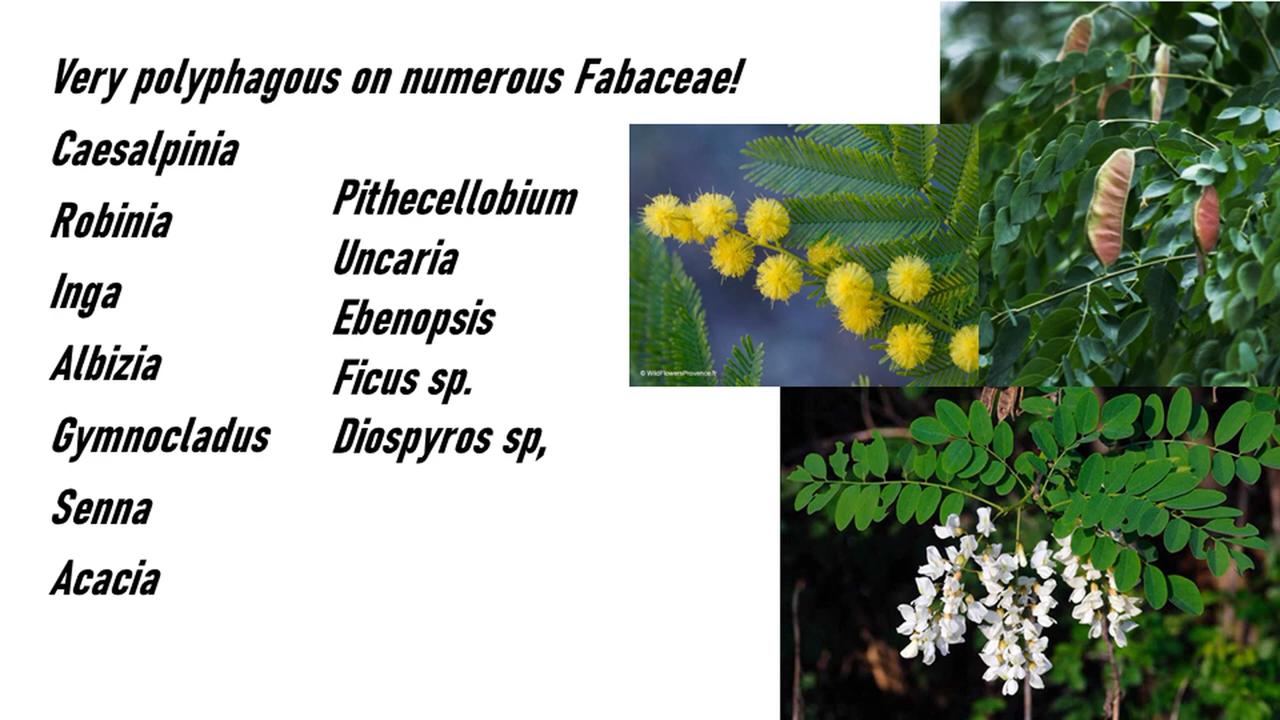 Very polyphagous on numerous Fabaceae!
Caesalpinia
Robinia
Inga
Albizia
Gymnocladus
Senna
Acacia
Pithecellobium
Uncaria
Ebenopsis
Ficus sp.
Diospyros sp,
© WildFlowersProvence.fr